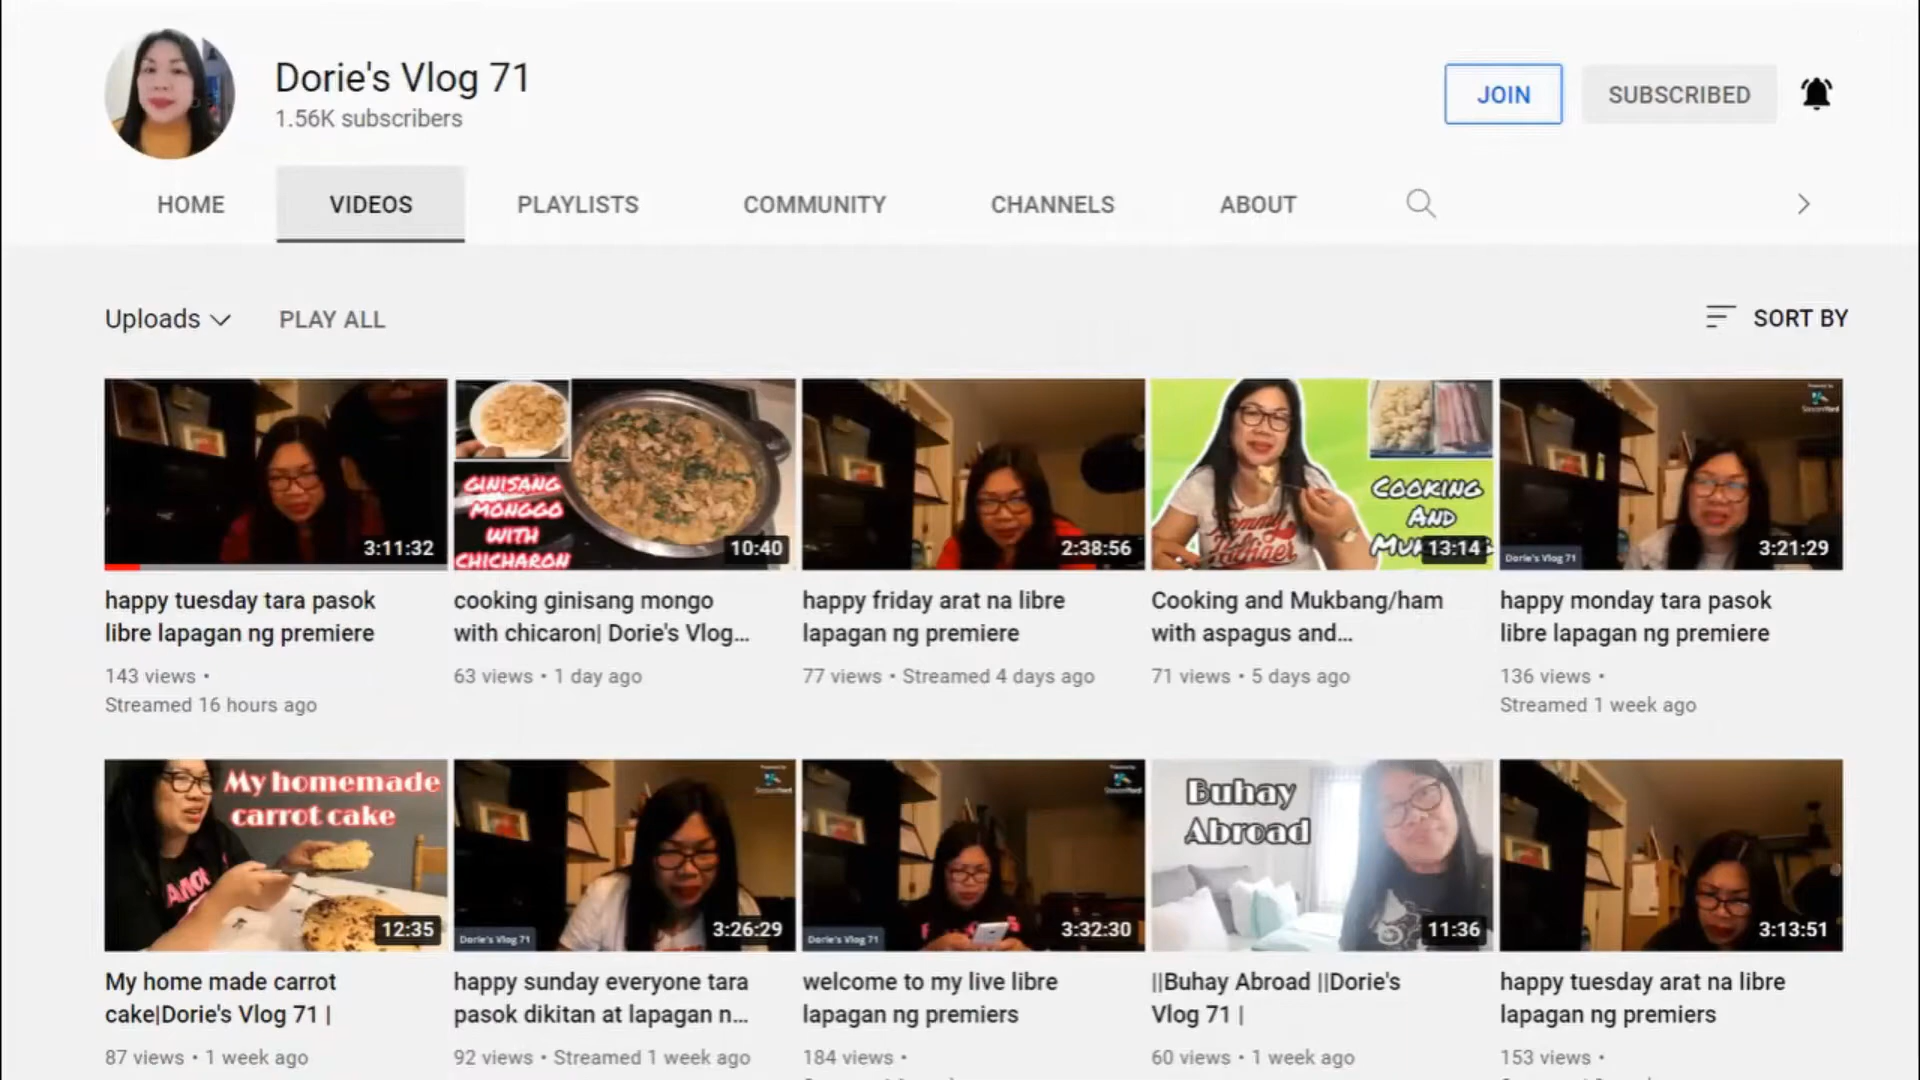 Dorie's Vlog 71
1.56K subscribers
JOIN
SUBSCRIBED
HOME
VIDEOS
PLAYLISTS
COMMUNITY
CHANNELS
ABOUT
Uploads
PLAY ALL
SORT BY
3:11:32
GINISANG
MONGGO
WITH
CHICHARON
10:40
2:38:56
COOKING
AND
13:14
Dorie's Vlog 71
3:21:29
happy tuesday tara pasok
libre lapagan ng premiere
143 views •
Streamed 16 hours ago
cooking ginisang mongo
with chicaron| Dorie's Vlog...
63 views • 1 day ago
happy friday arat na libre
lapagan ng premiere
77 views • Streamed 4 days ago
Cooking and Mukbang/ham
with aspagus and...
71 views • 5 days ago
happy monday tara pasok
libre lapagan ng premiere
136 views •
Streamed 1 week ago
My homemade
carrot cake
12:35
Dorie's Vlog 71
3:26:29
Dorie's Vlog 71
3:32:30
Buhay
Abroad
11:36
3:13:51
My home made carrot
cake|Dorie's Vlog 71 |
87 views • 1 week ago
happy sunday everyone tara
pasok dikitan at lapagan n...
92 views • Streamed 1 week ago
welcome to my live libre
lapagan ng premiers
184 views •
||Buhay Abroad ||Dorie's
Vlog 71 |
60 views • 1 week ago
happy tuesday arat na libre
lapagan ng premiers
153 views •